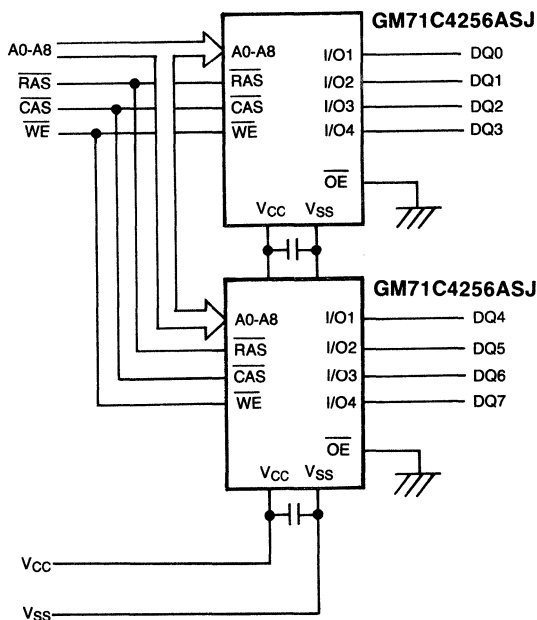 GM71C4256ASJ
A0-A8
A0-A8
I/O1
DQ0
RAS
RAS
I/O2
DQ1
CAS
CAS
I/O3
DQ2
WE
WE
I/O4
DQ3
OE
VCC
VSS
GM71C4256ASJ
A0-A8
I/O1
DQ4
RAS
I/O2
DQ5
CAS
I/O3
DQ6
WE
I/O4
DQ7
OE
VCC
VSS
VCC
VSS